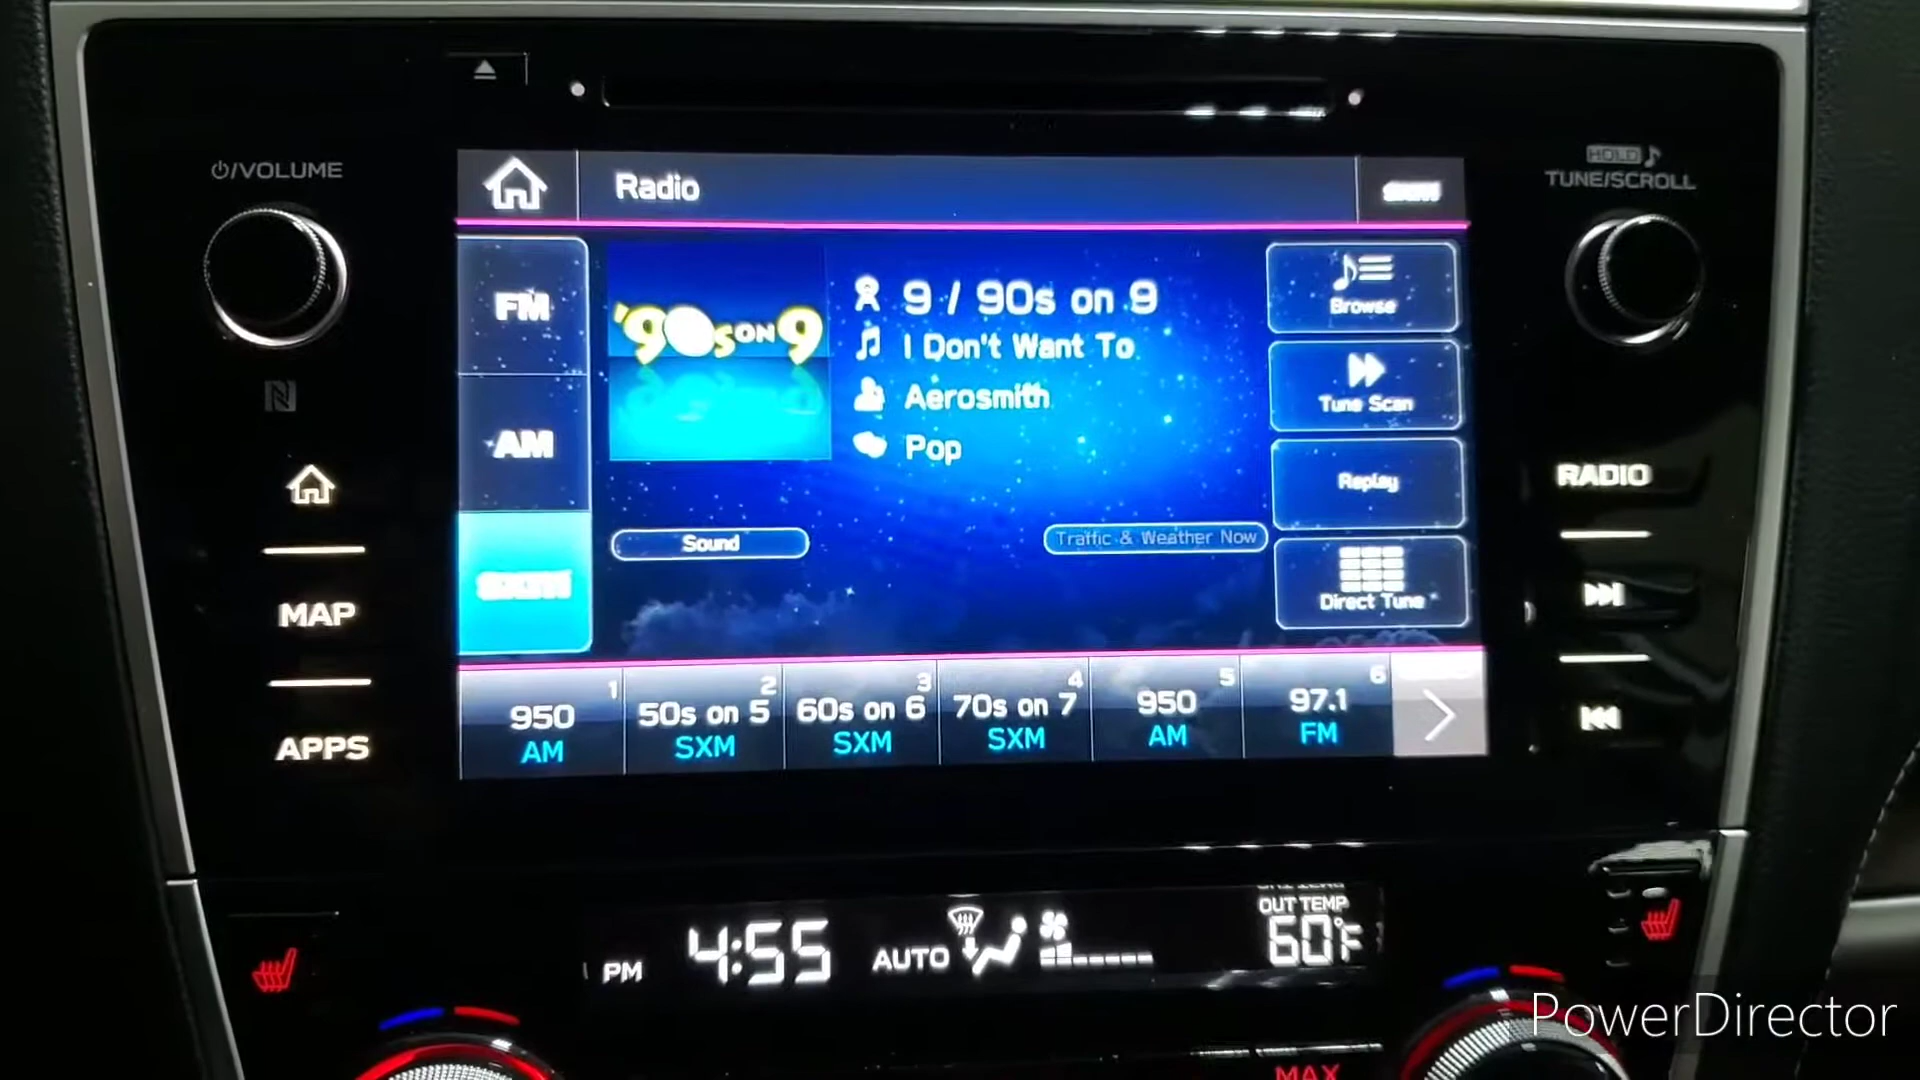 /VOLUME
HOLD
TUNE/SCROLL
Radio
FM
AM
'90s ON 9
9 / 90s on 9
I Don't Want To
Aerosmith
Pop
Browse
Tune Scan
Replay
Direct Tune
Sound
Traffic & Weather Now
MAP
APPS
RADIO
1
950
AM
2
50s on 5
SXM
3
60s on 6
SXM
4
70s on 7
SXM
5
950
AM
6
97.1
FM
PM 4:55
AUTO
OUT TEMP
60°F
MAX
PowerDirector